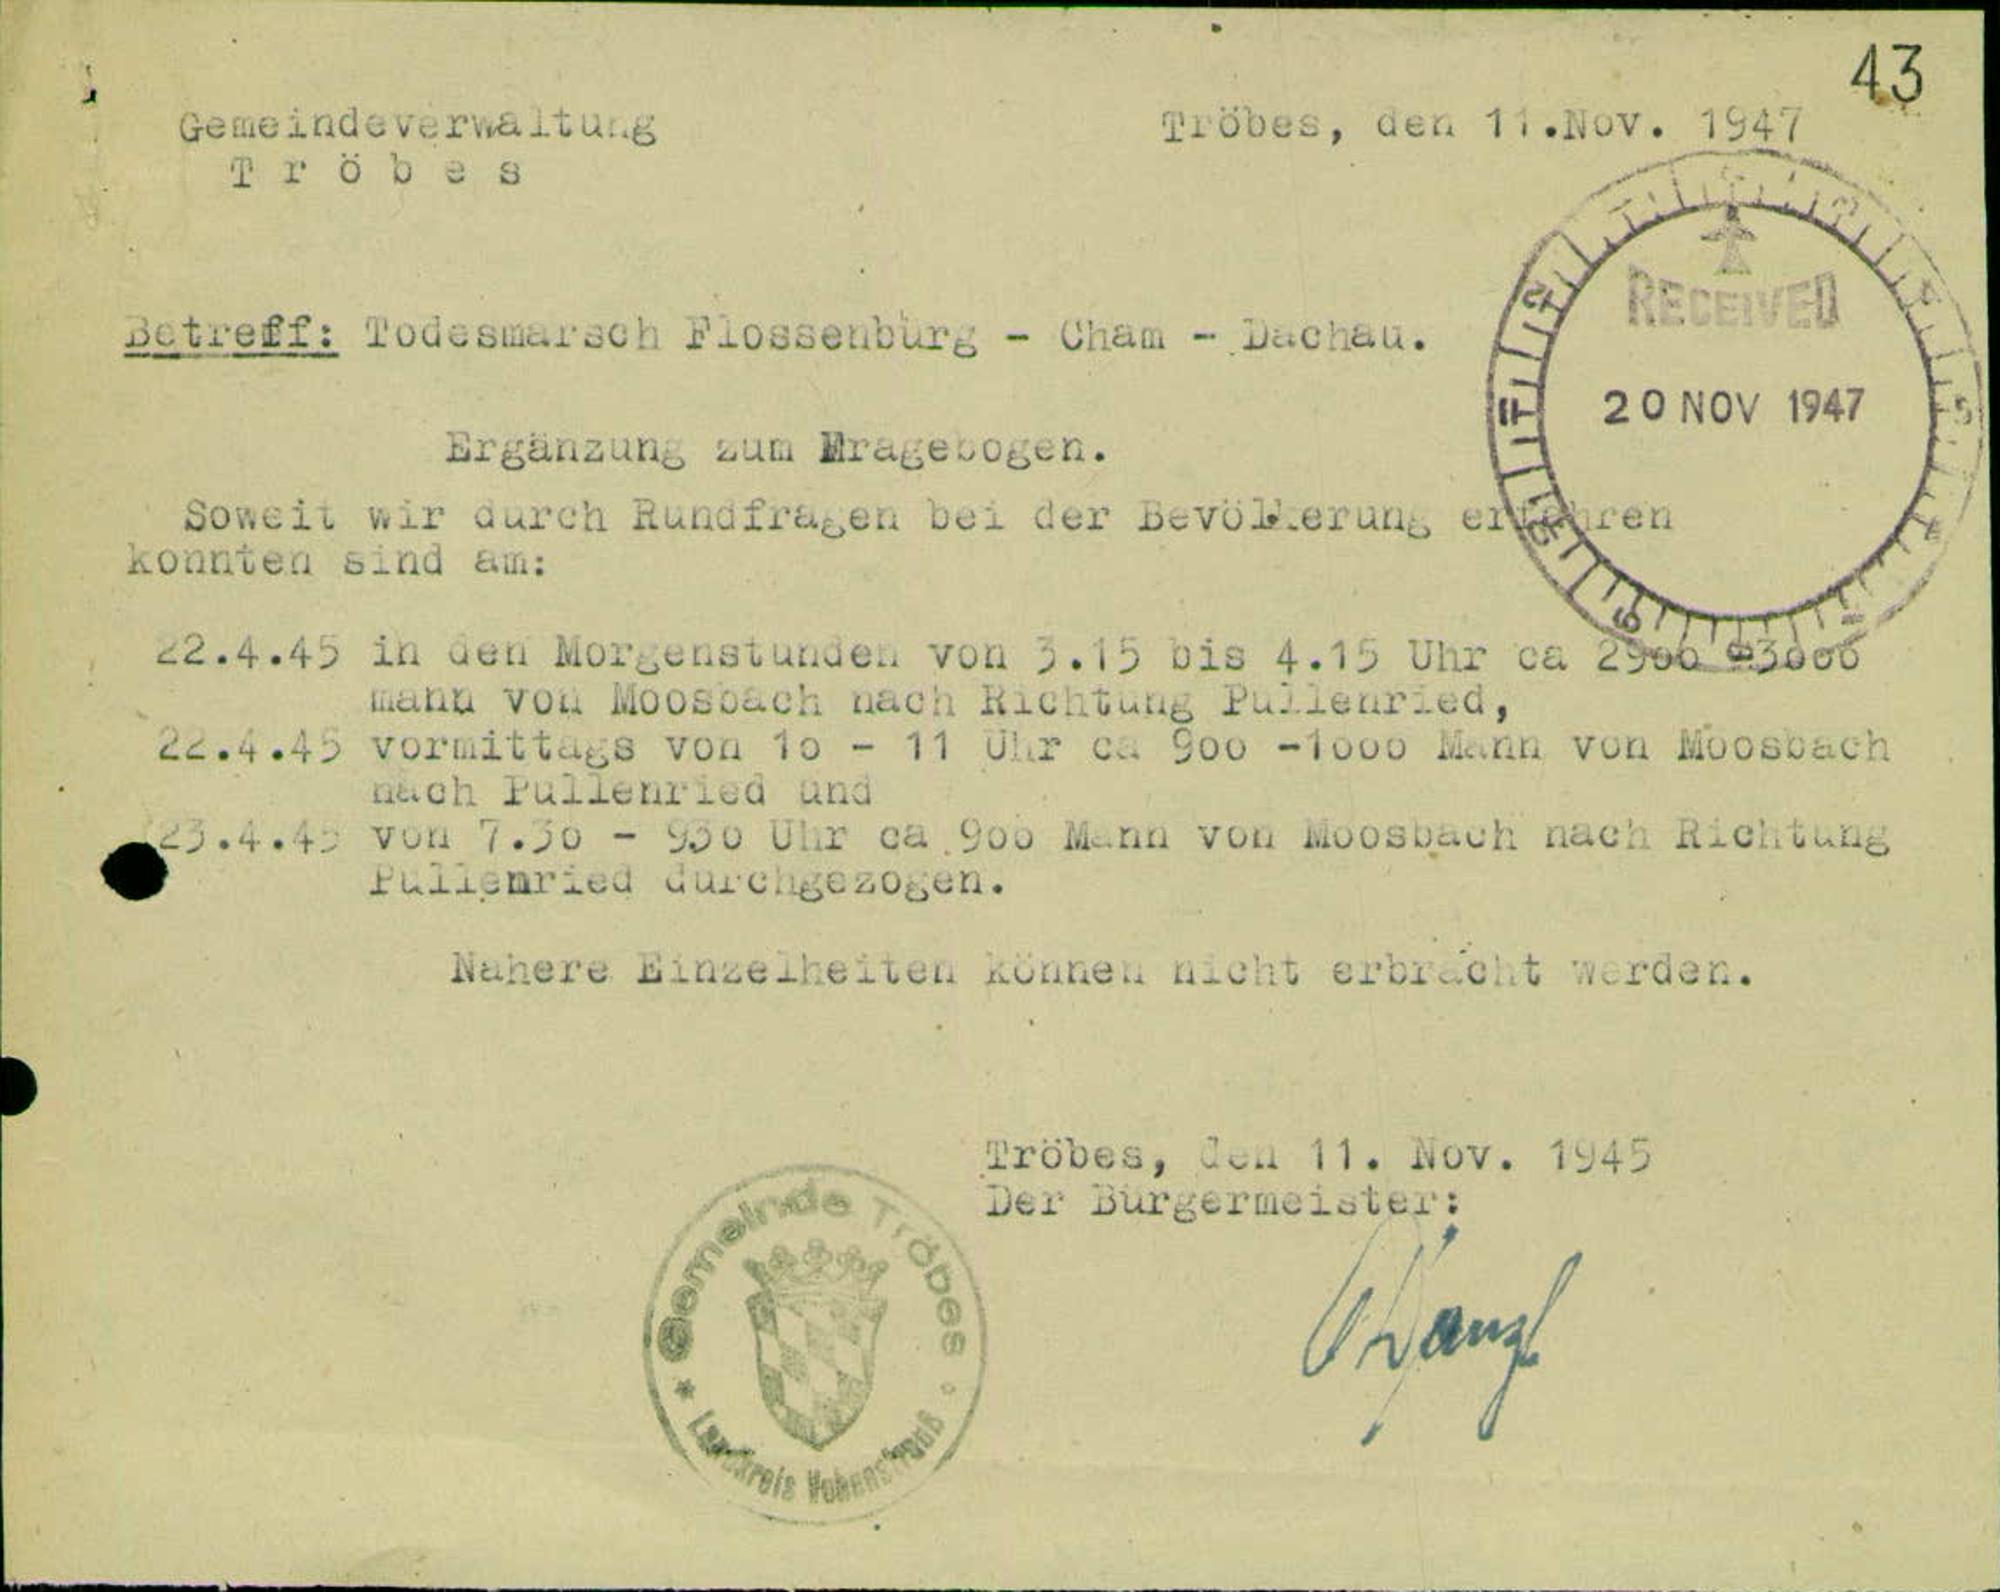 43
Gemeindeverwaltung
Tröbes
Tröbes, den 11.Nov. 1947
RECEIVED
20 NOV 1947
Betreff: Todesmarsch Flossenbürg - Cham - Dachau.
Ergänzung zum Fragebogen.
Soweit wir durch Rundfragen bei der Bevölkerung erfahren
konnten sind am:
22.4.45 in den Morgenstunden von 3.15 bis 4.15 Uhr ca 2900 -3000
mann von Moosbach nach Richtung Pullenried,
22.4.45 vormittags von 10 - 11 Uhr ca 900 -1000 Mann von Moosbach
nach Pullenried und
23.4.45 von 7.30 - 930 Uhr ca 900 Mann von Moosbach nach Richtung
Pullenried durchgezogen.
Nähere Einzelheiten können nicht erbracht werden.
Tröbes, den 11. Nov. 1945
Der Bürgermeister:
Gemeinde Tröbes
Landkreis Vohenstrauß